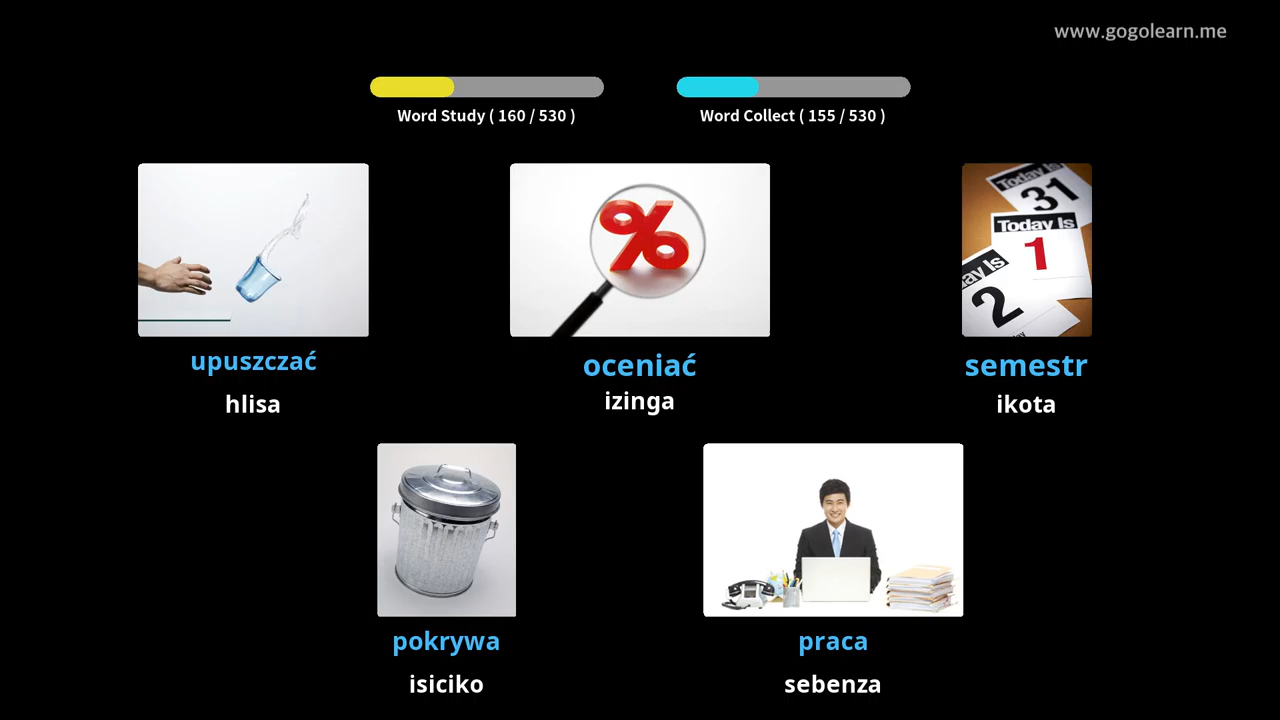 www.gogolearn.me
Word Study ( 160 / 530 )
Word Collect ( 155 / 530 )
Today Is
31
Today Is
1
ay Is
2
upuszczać
oceniać
semestr
hlisa
izinga
ikota
pokrywa
praca
isiciko
sebenza